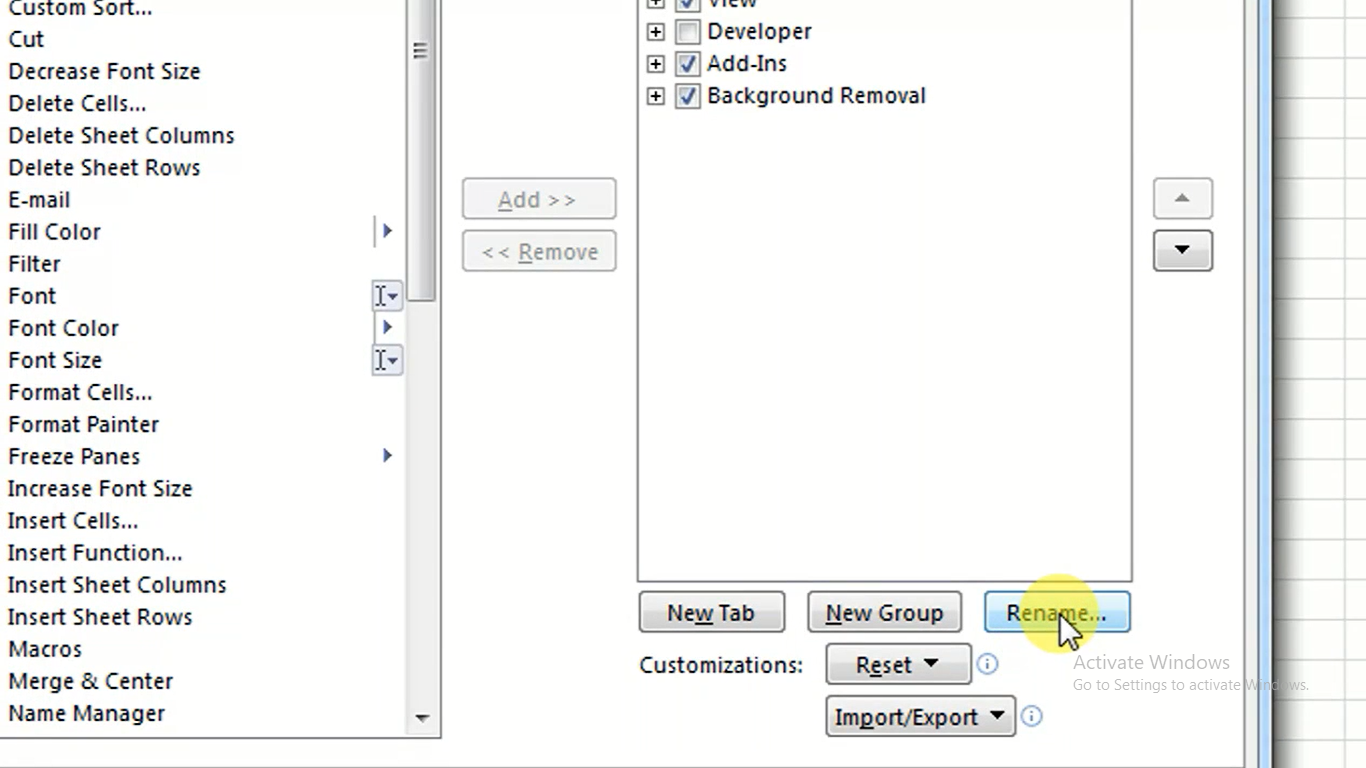 Custom Sort...
Cut
Decrease Font Size
Delete Cells...
Delete Sheet Columns
Delete Sheet Rows
E-mail
Fill Color
Filter
Font
Font Color
Font Size
Format Cells...
Format Painter
Freeze Panes
Increase Font Size
Insert Cells...
Insert Function...
Insert Sheet Columns
Insert Sheet Rows
Macros
Merge & Center
Name Manager
Add >>
<< Remove
View
Developer
Add-Ins
Background Removal
New Tab
New Group
Rename...
Customizations:
Reset
Import/Export
Activate Windows
Go to Settings to activate Windows.